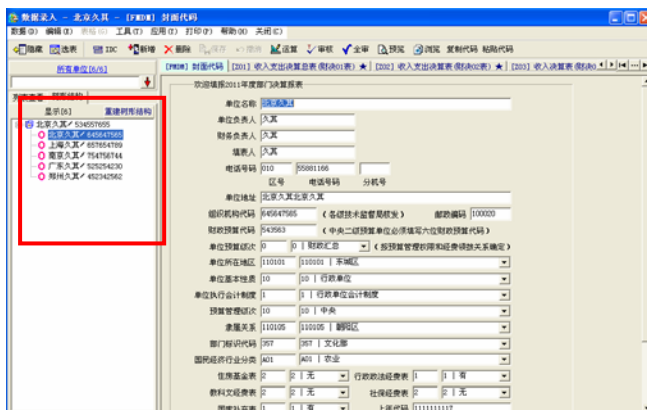 数据录入 - 北京久其 - [FMDM] 封面代码
数据(D) 编辑(E) 表格(G) 工具(T) 应用(I) 打印(P) 帮助(H) 关闭(C)
隐藏 选表 IDC 新增 删除 保存 撤消 运算 审核 全审 预览 浏览 复制代码 粘贴代码
所有单位[6/6]
[FMDM] 封面代码 [Z01] 收入支出决算总表(财决01表) ★ [Z02] 收入支出决算表(财决02表) ★ [Z03] 收入决算表(财决0
树形结构
显示[6] 重建树形结构
北京久其/ 534557655
北京久其/ 645647565
上海久其/ 657654789
南京久其/ 754756744
广东久其/ 525254230
郑州久其/ 452342562
欢迎填报2011年度部门决算报表
单位名称 北京久其
单位负责人 久其
财务负责人 久其
填表人 久其
电话号码 010 55881166
区号 电话号码 分机号
单位地址 北京久其北京久其
组织机构代码 645647565 (各级技术监督局核发) 邮政编码 100020
财政预算代码 543563 (中央二级预算单位必须填写六位财政预算代码)
单位预算级次 0 0 | 财政汇总 (按预算管理权限和经费领拨关系确定)
单位所在地区 110101 110101 | 东城区
单位基本性质 10 10 | 行政单位
单位执行会计制度 1 1 | 行政单位会计制度
预算管理级次 10 10 | 中央
隶属关系 110105 110105 | 朝阳区
部门标识代码 357 357 | 文化部
国民经济行业分类 A01 A01 | 农业
住房基金表 2 2 | 无 行政政法经费表 1 1 | 有
教科文经费表 2 2 | 无 社保经费表 2 2 | 无
1 1 | 有 上年代码 1111111117